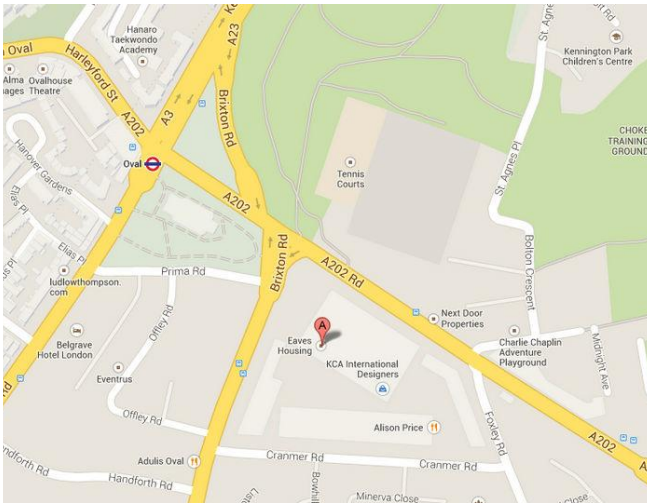 Hanaro
Taekwondo
Academy
A23
St. Agnes Pl
Kennington Park
Children's Centre
Oval
Harleyford St
Alma
Ovalhouse
Theatre
A3
Brixton Rd
A202
CHOKE
TRAINING
GROUND
Oval
Hanover Gardens
Tennis
Courts
St. Agnes Pl
Elias Pl
A202
Elias Pl
Brixton Rd
Bolton Crescent
Prima Rd
A202 Rd
ludlowthompson.
com
Offley Rd
A
Next Door
Properties
Eaves
Housing
Belgrave
Hotel London
Charlie Chaplin
Adventure
Playground
Midnight Ave
KCA International
Designers
Eventrus
Rd
Offley Rd
Foxley Rd
Alison Price
A202
Adulis Oval
Cranmer Rd
Cranmer Rd
Handforth Rd
Minerva Close